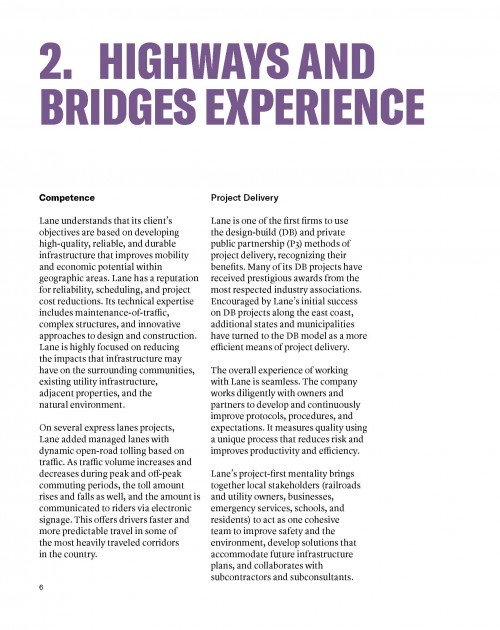 2. HIGHWAYS AND
BRIDGES EXPERIENCE
Competence
Lane understands that its client's
objectives are based on developing
high-quality, reliable, and durable
infrastructure that improves mobility
and economic potential within
geographic areas. Lane has a reputation
for reliability, scheduling, and project
cost reductions. Its technical expertise
includes maintenance-of-traffic,
complex structures, and innovative
approaches to design and construction.
Lane is highly focused on reducing
the impacts that infrastructure may
have on the surrounding communities,
existing utility infrastructure,
adjacent properties, and the
natural environment.
On several express lanes projects,
Lane added managed lanes with
dynamic open-road tolling based on
traffic. As traffic volume increases and
decreases during peak and off-peak
commuting periods, the toll amount
rises and falls as well, and the amount is
communicated to riders via electronic
signage. This offers drivers faster and
more predictable travel in some of
the most heavily traveled corridors
in the country.
Project Delivery
Lane is one of the first firms to use
the design-build (DB) and private
public partnership (P3) methods of
project delivery, recognizing their
benefits. Many of its DB projects have
received prestigious awards from the
most respected industry associations.
Encouraged by Lane's initial success
on DB projects along the east coast,
additional states and municipalities
have turned to the DB model as a more
efficient means of project delivery.
The overall experience of working
with Lane is seamless. The company
works diligently with owners and
partners to develop and continuously
improve protocols, procedures, and
expectations. It measures quality using
a unique process that reduces risk and
improves productivity and efficiency.
Lane's project-first mentality brings
together local stakeholders (railroads
and utility owners, businesses,
emergency services, schools, and
residents) to act as one cohesive
team to improve safety and the
environment, develop solutions that
accommodate future infrastructure
plans, and collaborates with
subcontractors and subconsultants.
6